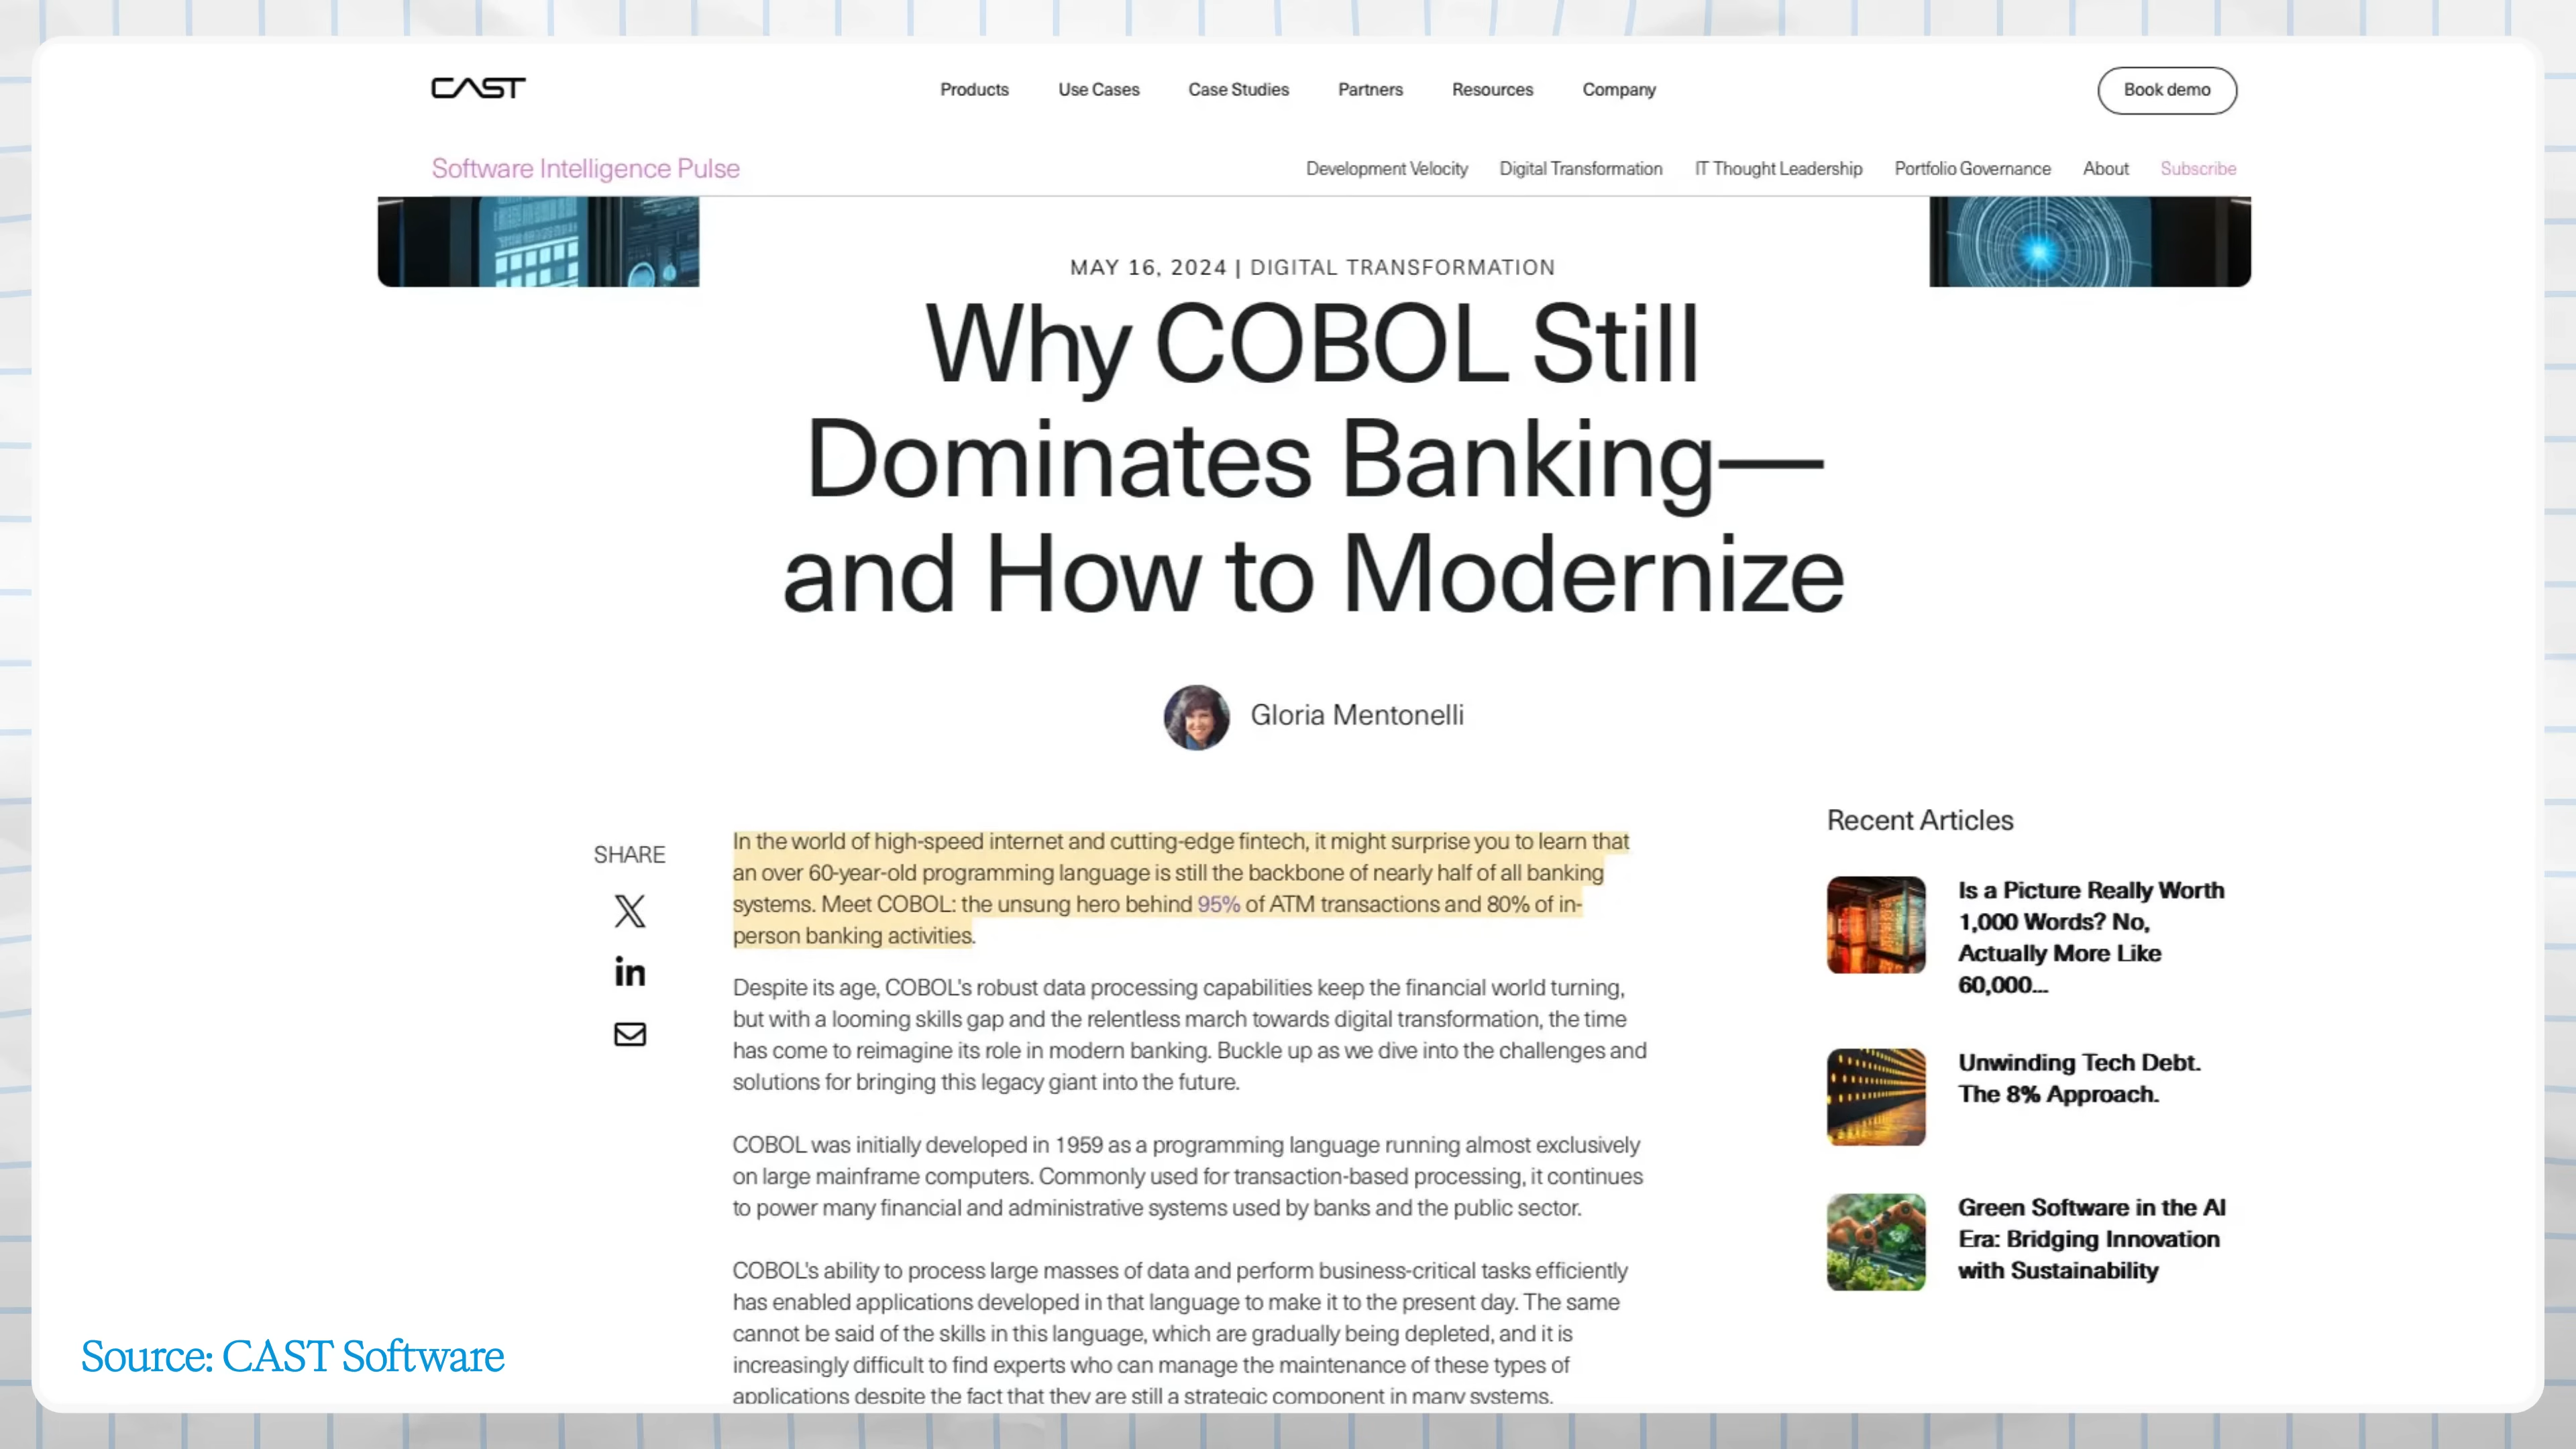 CAST
Products Use Cases Case Studies Partners Resources Company Book demo
Software Intelligence Pulse
Development Velocity Digital Transformation IT Thought Leadership Portfolio Governance About Subscribe
MAY 16, 2024 | DIGITAL TRANSFORMATION
Why COBOL Still
Dominates Banking—
and How to Modernize
Gloria Mentonelli
SHARE
In the world of high-speed internet and cutting-edge fintech, it might surprise you to learn that
an over 60-year-old programming language is still the backbone of nearly half of all banking
systems. Meet COBOL: the unsung hero behind 95% of ATM transactions and 80% of in-
person banking activities.
Despite its age, COBOL's robust data processing capabilities keep the financial world turning,
but with a looming skills gap and the relentless march towards digital transformation, the time
has come to reimagine its role in modern banking. Buckle up as we dive into the challenges and
solutions for bringing this legacy giant into the future.
COBOL was initially developed in 1959 as a programming language running almost exclusively
on large mainframe computers. Commonly used for transaction-based processing, it continues
to power many financial and administrative systems used by banks and the public sector.
COBOL's ability to process large masses of data and perform business-critical tasks efficiently
has enabled applications developed in that language to make it to the present day. The same
cannot be said of the skills in this language, which are gradually being depleted, and it is
increasingly difficult to find experts who can manage the maintenance of these types of
applications despite the fact that they are still a strategic component in many systems.
Recent Articles
Is a Picture Really Worth
1,000 Words? No,
Actually More Like
60,000...
Unwinding Tech Debt.
The 8% Approach.
Green Software in the AI
Era: Bridging Innovation
with Sustainability
Source: CAST Software